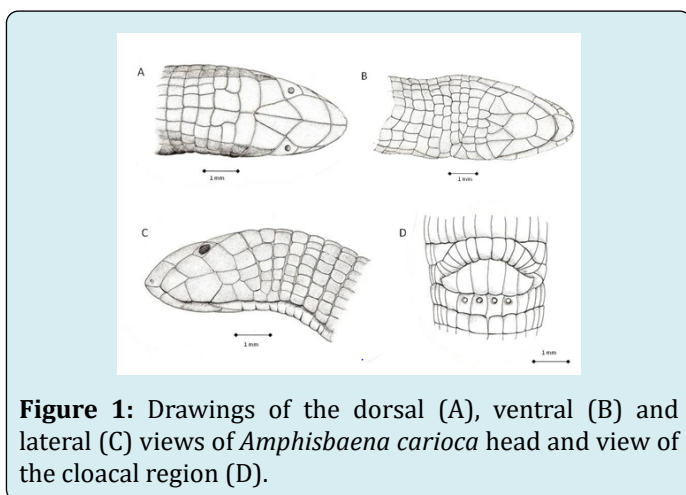 A
B
1 mm
1 mm
C
D
1 mm
1 mm
Figure 1: Drawings of the dorsal (A), ventral (B) and
lateral (C) views of Amphisbaena carioca head and view of
the cloacal region (D).